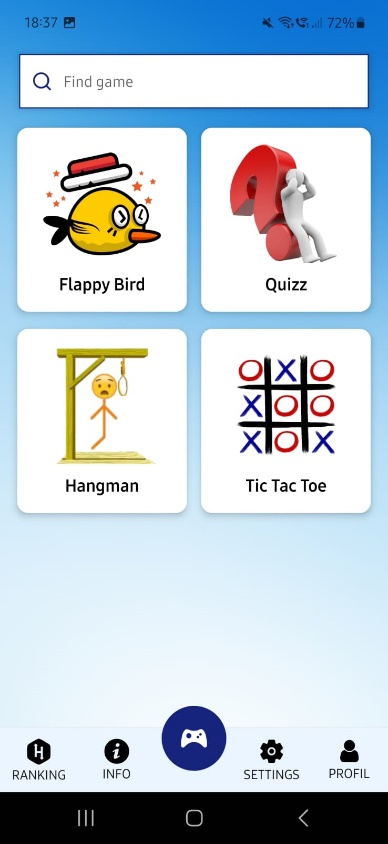 18:37 72%
Find game
Flappy Bird
Quizz
Hangman
Tic Tac Toe
O X O
X O O
X O X
H
RANKING
INFO
SETTINGS
PROFIL